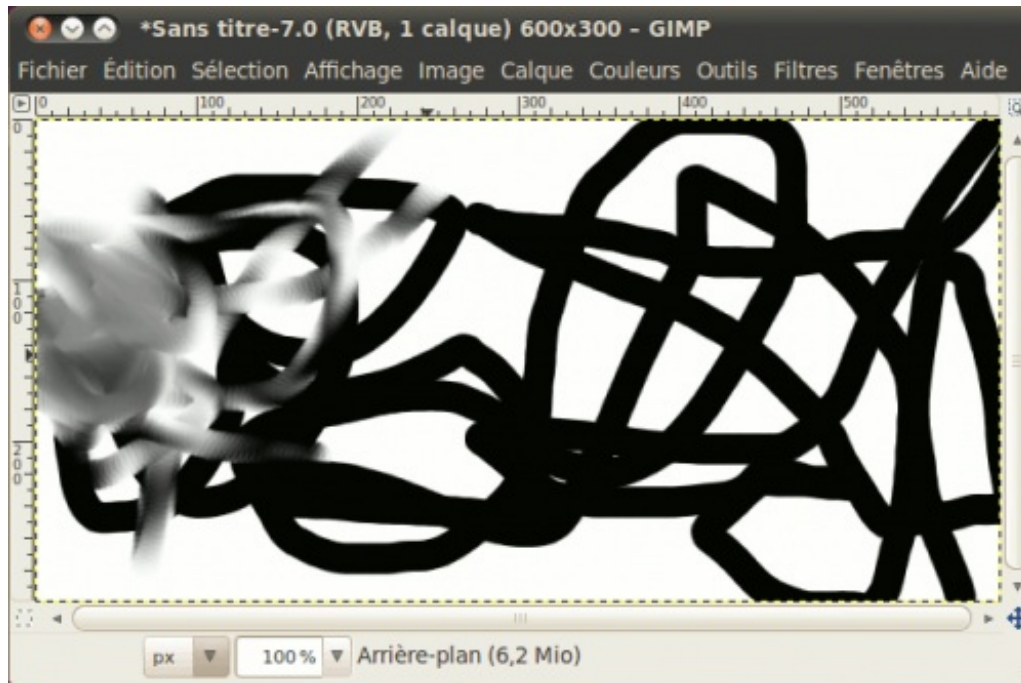 *Sans titre-7.0 (RVB, 1 calque) 600x300 – GIMP
Fichier Édition Sélection Affichage Image Calque Couleurs Outils Filtres Fenêtres Aide
0 100 200 300 400 500
0
100
200
px 100 % Arrière-plan (6,2 Mio)